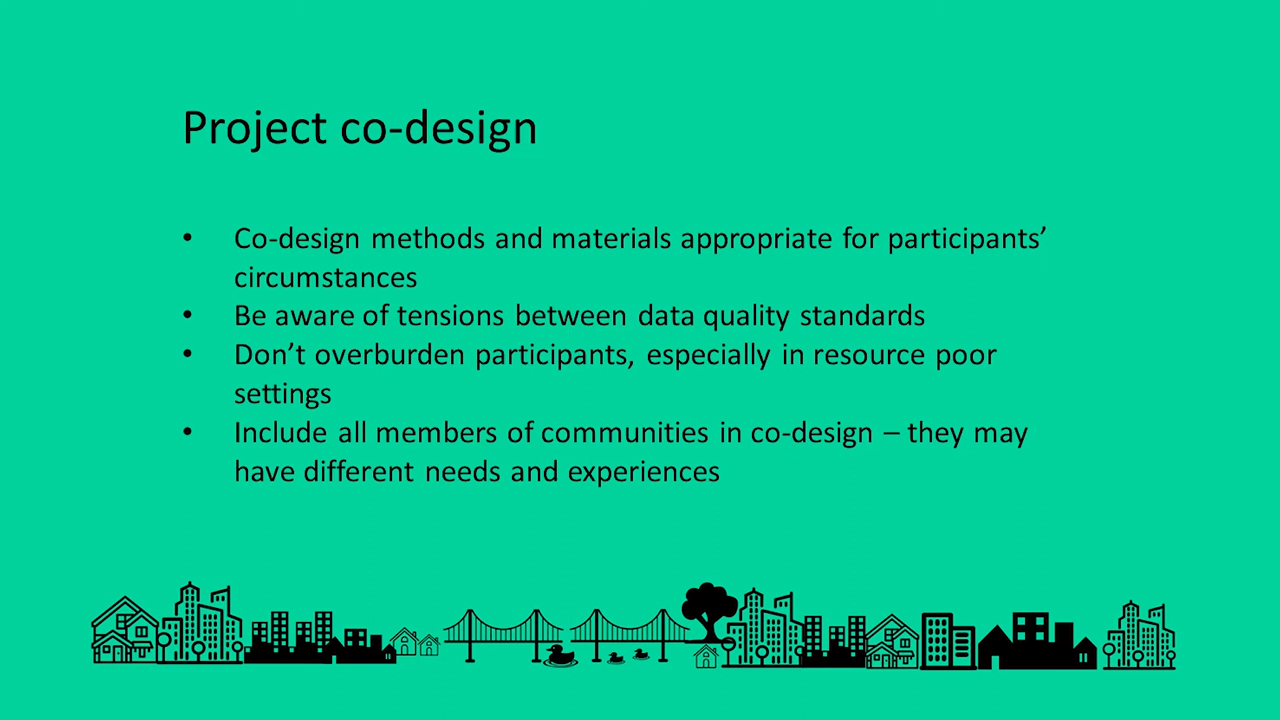 Project co-design
• Co-design methods and materials appropriate for participants’
circumstances
• Be aware of tensions between data quality standards
• Don’t overburden participants, especially in resource poor
settings
• Include all members of communities in co-design – they may
have different needs and experiences